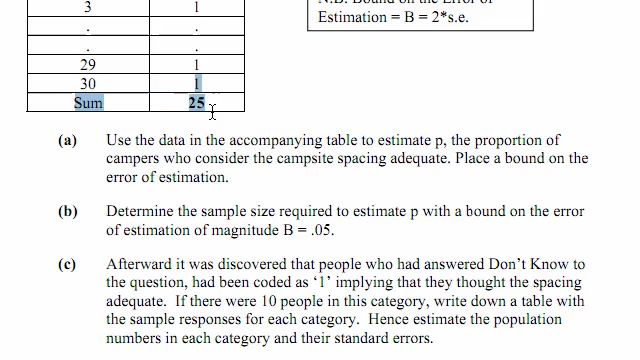 3 1
Estimation = B = 2*s.e.
. .
. .
29 1
30 1
Sum 25
(a) Use the data in the accompanying table to estimate p, the proportion of
campers who consider the campsite spacing adequate. Place a bound on the
error of estimation.
(b) Determine the sample size required to estimate p with a bound on the error
of estimation of magnitude B = .05.
(c) Afterward it was discovered that people who had answered Don't Know to
the question, had been coded as ‘1’ implying that they thought the spacing
adequate. If there were 10 people in this category, write down a table with
the sample responses for each category. Hence estimate the population
numbers in each category and their standard errors.